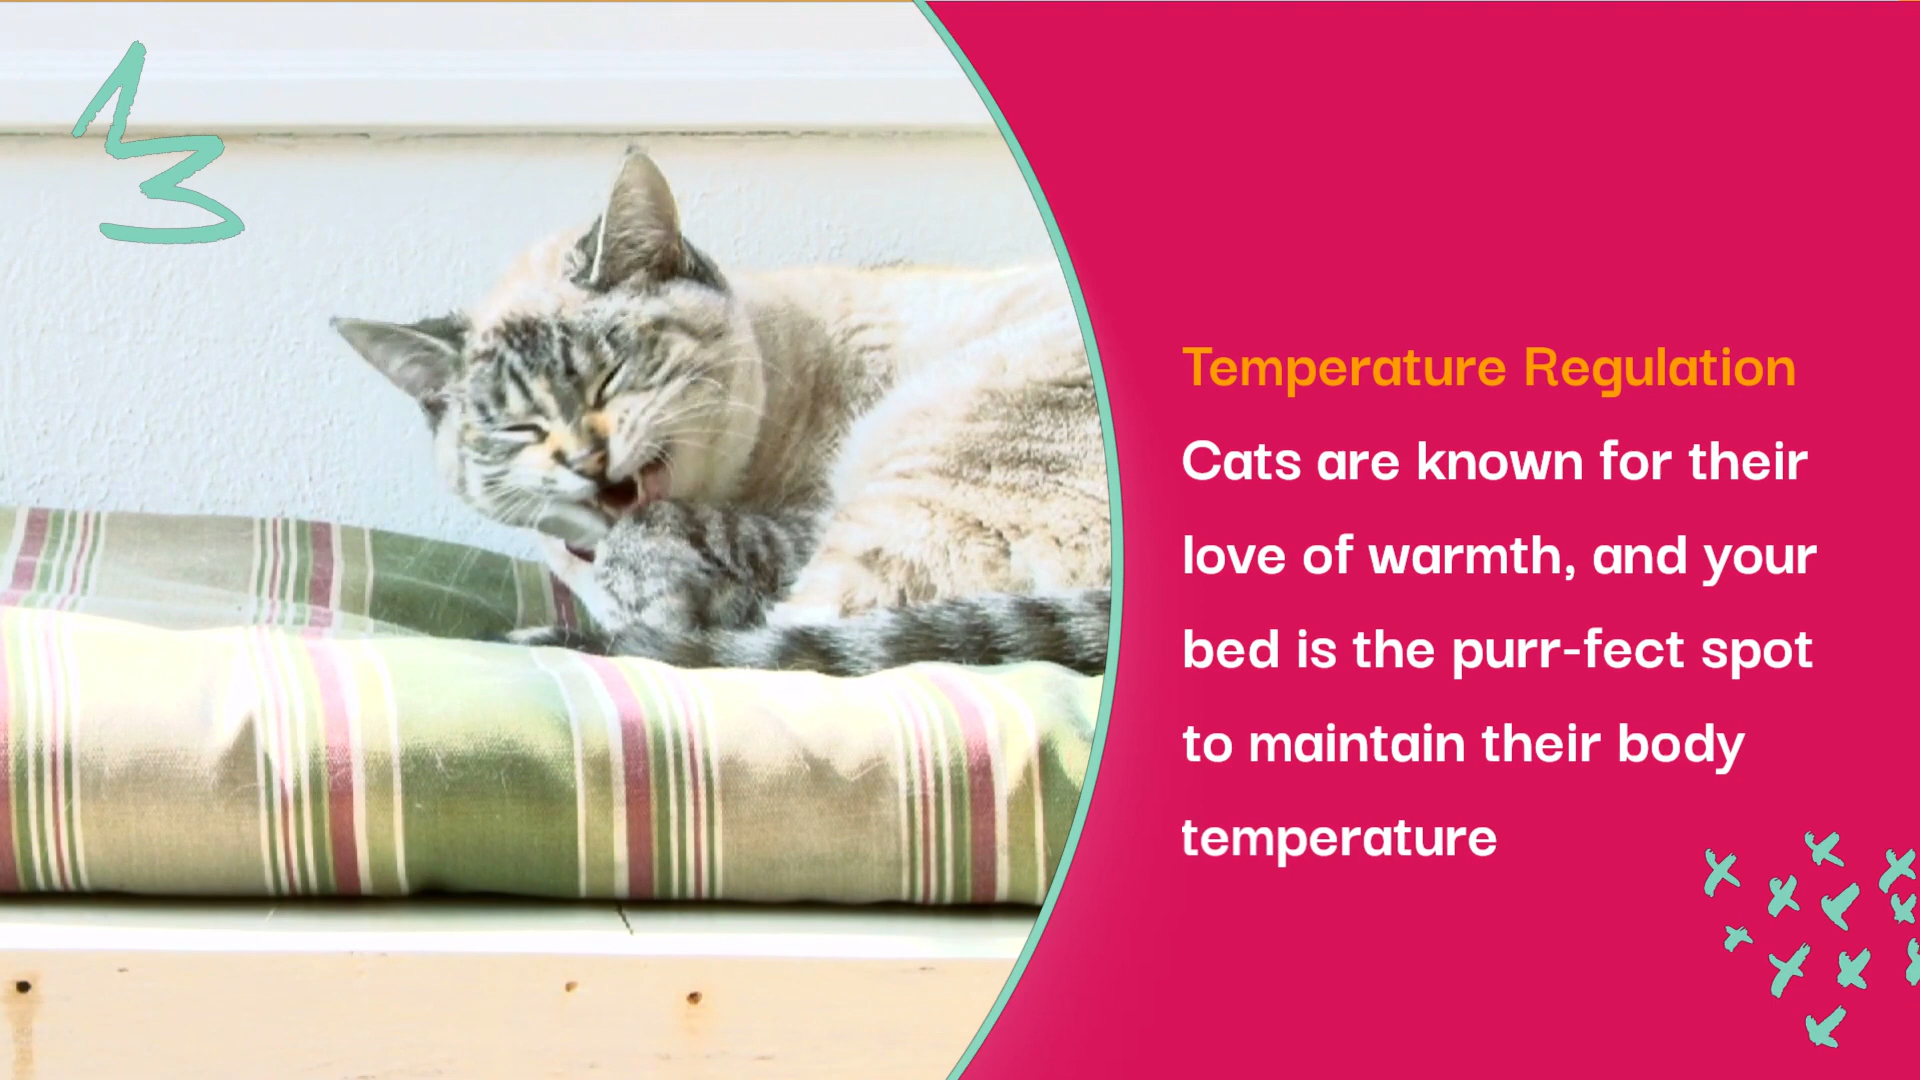 Temperature Regulation
Cats are known for their
love of warmth, and your
bed is the purr-fect spot
to maintain their body
temperature